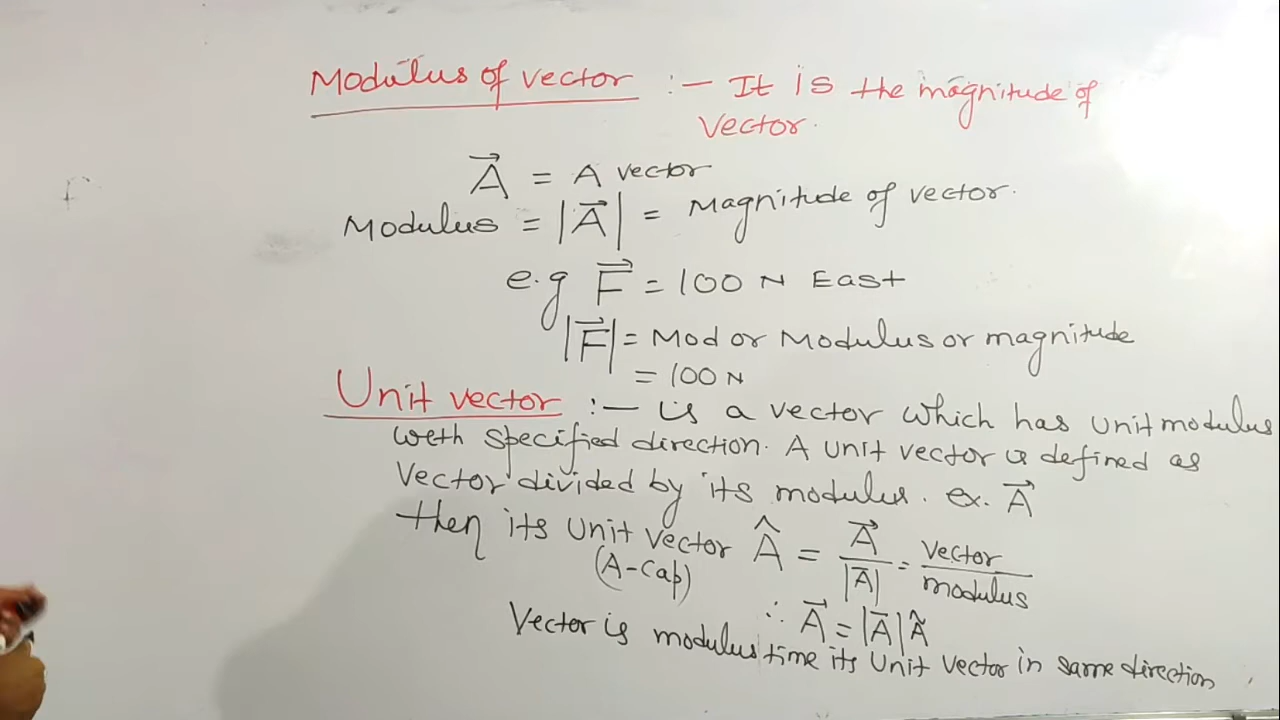 Modulus of vector :- It is the magnitude of
vector.
A⃗ = A vector
Modulus = |A⃗| = Magnitude of vector.
e.g F⃗ = 100 N East
|F⃗| = Mod or Modulus or magnitude
= 100 N
Unit vector :- is a vector which has unit modulus
weth specified direction. A unit vector is defined as
Vector divided by its modulus. ex. A⃗
then its unit vector Â = A⃗/|A̅| = vector/modulus
(A-cap)
∴ A⃗ = |A̅| Â
Vector is modulus time its unit vector in same direction